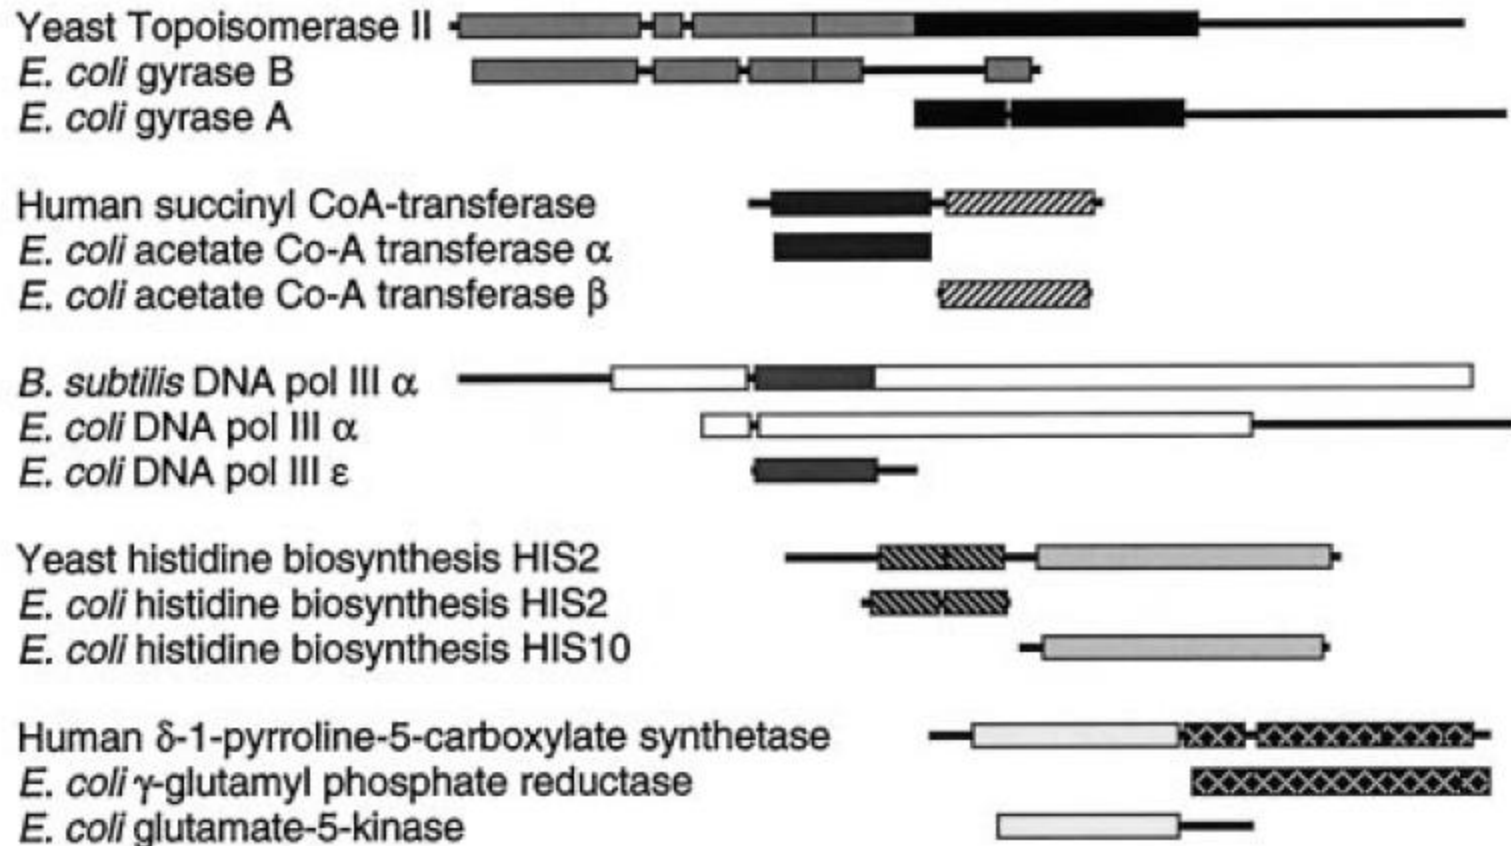 Yeast Topoisomerase II
E. coli gyrase B
E. coli gyrase A
Human succinyl CoA-transferase
E. coli acetate Co-A transferase α
E. coli acetate Co-A transferase β
B. subtilis DNA pol III α
E. coli DNA pol III α
E. coli DNA pol III ε
Yeast histidine biosynthesis HIS2
E. coli histidine biosynthesis HIS2
E. coli histidine biosynthesis HIS10
Human δ-1-pyrroline-5-carboxylate synthetase
E. coli γ-glutamyl phosphate reductase
E. coli glutamate-5-kinase